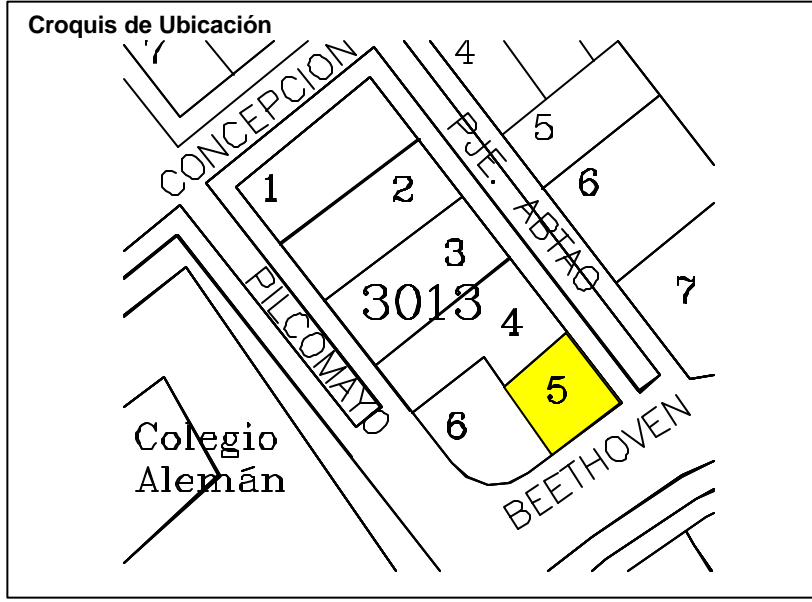 Croquis de Ubicación
7
4
CONCEPCION
PJE. ABTAO
5
1
2
6
3
PILCOMAYO
3013
7
4
5
6
BEETHOVEN
Colegio
Alemán